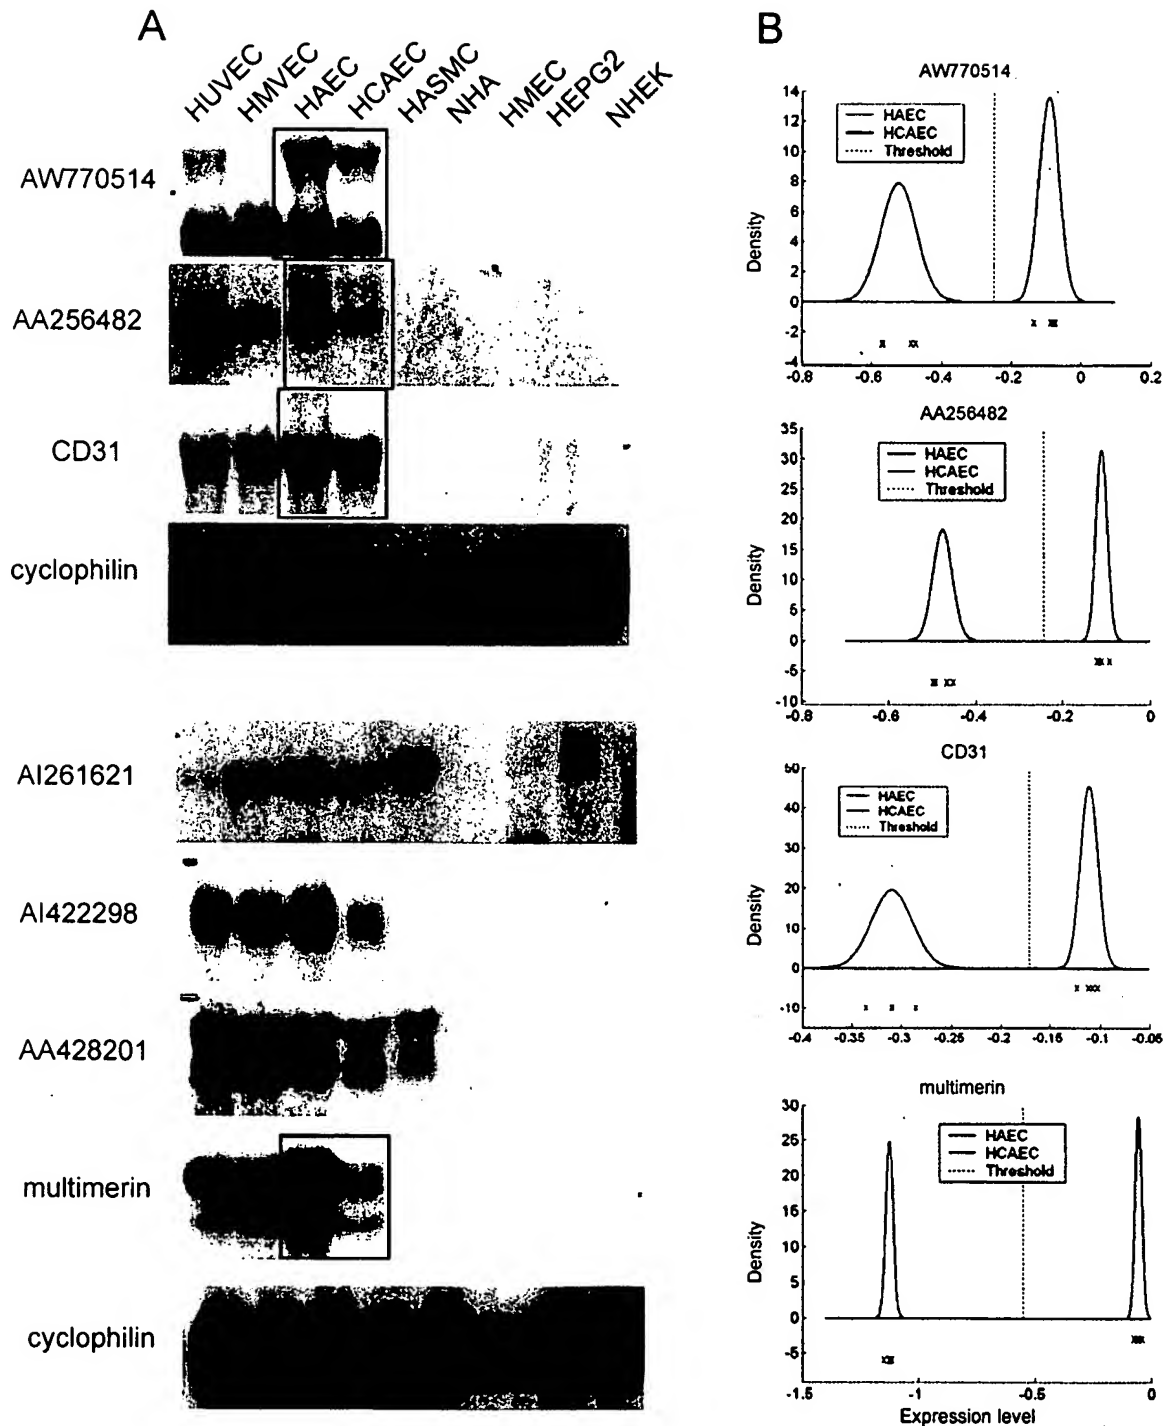 A
HUVEC
HMVEC
HAEC
HCAEC
HASMC
NHA
HMEC
HEPG2
NHEK
AW770514
AA256482
CD31
cyclophilin
AI261621
AI422298
AA428201
multimerin
cyclophilin
B
AW770514
HAEC
HCAEC
Threshold
Density
14
12
10
8
6
4
2
0
-2
-4
-0.8
-0.6
-0.4
-0.2
0
0.2
AA256482
HAEC
HCAEC
Threshold
Density
35
30
25
20
15
10
5
0
-5
-10
-0.8
-0.6
-0.4
-0.2
0
CD31
HAEC
HCAEC
Threshold
Density
50
40
30
20
10
0
-10
-0.4
-0.35
-0.3
-0.25
-0.2
-0.15
-0.1
-0.05
multimerin
HAEC
HCAEC
Threshold
Density
30
25
20
15
10
5
0
-5
-1.5
-1
-0.5
0
Expression level